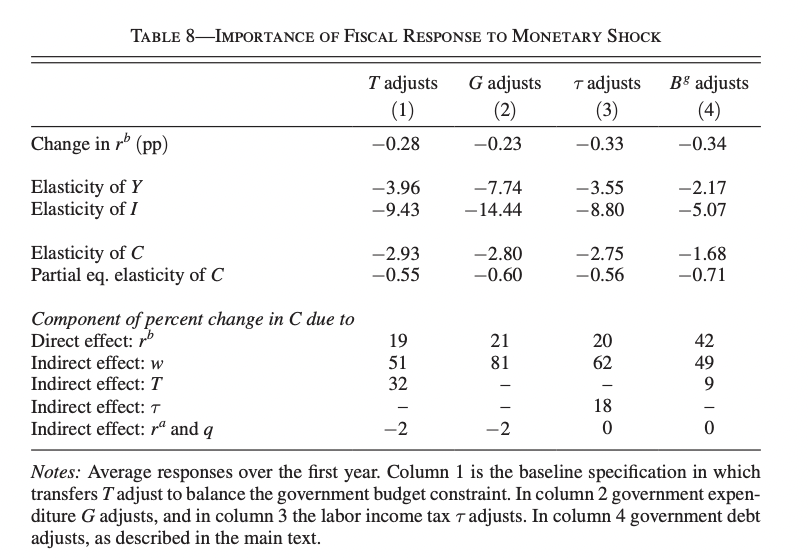 TABLE 8—IMPORTANCE OF FISCAL RESPONSE TO MONETARY SHOCK
T adjusts G adjusts τ adjusts Bᵍ adjusts
(1) (2) (3) (4)
Change in rᵇ (pp) −0.28 −0.23 −0.33 −0.34
Elasticity of Y −3.96 −7.74 −3.55 −2.17
Elasticity of I −9.43 −14.44 −8.80 −5.07
Elasticity of C −2.93 −2.80 −2.75 −1.68
Partial eq. elasticity of C −0.55 −0.60 −0.56 −0.71
Component of percent change in C due to
Direct effect: rᵇ 19 21 20 42
Indirect effect: w 51 81 62 49
Indirect effect: T 32 – – 9
Indirect effect: τ – – 18 –
Indirect effect: rᵃ and q −2 −2 0 0
Notes: Average responses over the first year. Column 1 is the baseline specification in which
transfers T adjust to balance the government budget constraint. In column 2 government expen-
diture G adjusts, and in column 3 the labor income tax τ adjusts. In column 4 government debt
adjusts, as described in the main text.